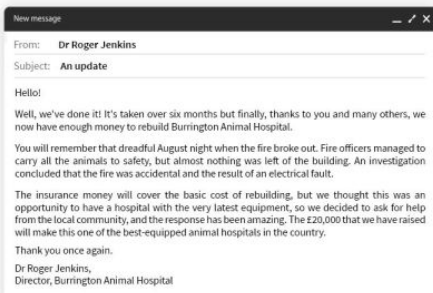 New message
From: Dr Roger Jenkins
Subject: An update
Hello!
Well, we've done it! It's taken over six months but finally, thanks to you and many others, we
now have enough money to rebuild Burrington Animal Hospital.
You will remember that dreadful August night when the fire broke out. Fire officers managed to
carry all the animals to safety, but almost nothing was left of the building. An investigation
concluded that the fire was accidental and the result of an electrical fault.
The insurance money will cover the basic cost of rebuilding, but we thought this was an
opportunity to have a hospital with the very latest equipment, so we decided to ask for help
from the local community, and the response has been amazing. The £20,000 that we have raised
will make this one of the best-equipped animal hospitals in the country.
Thank you once again.
Dr Roger Jenkins,
Director, Burrington Animal Hospital